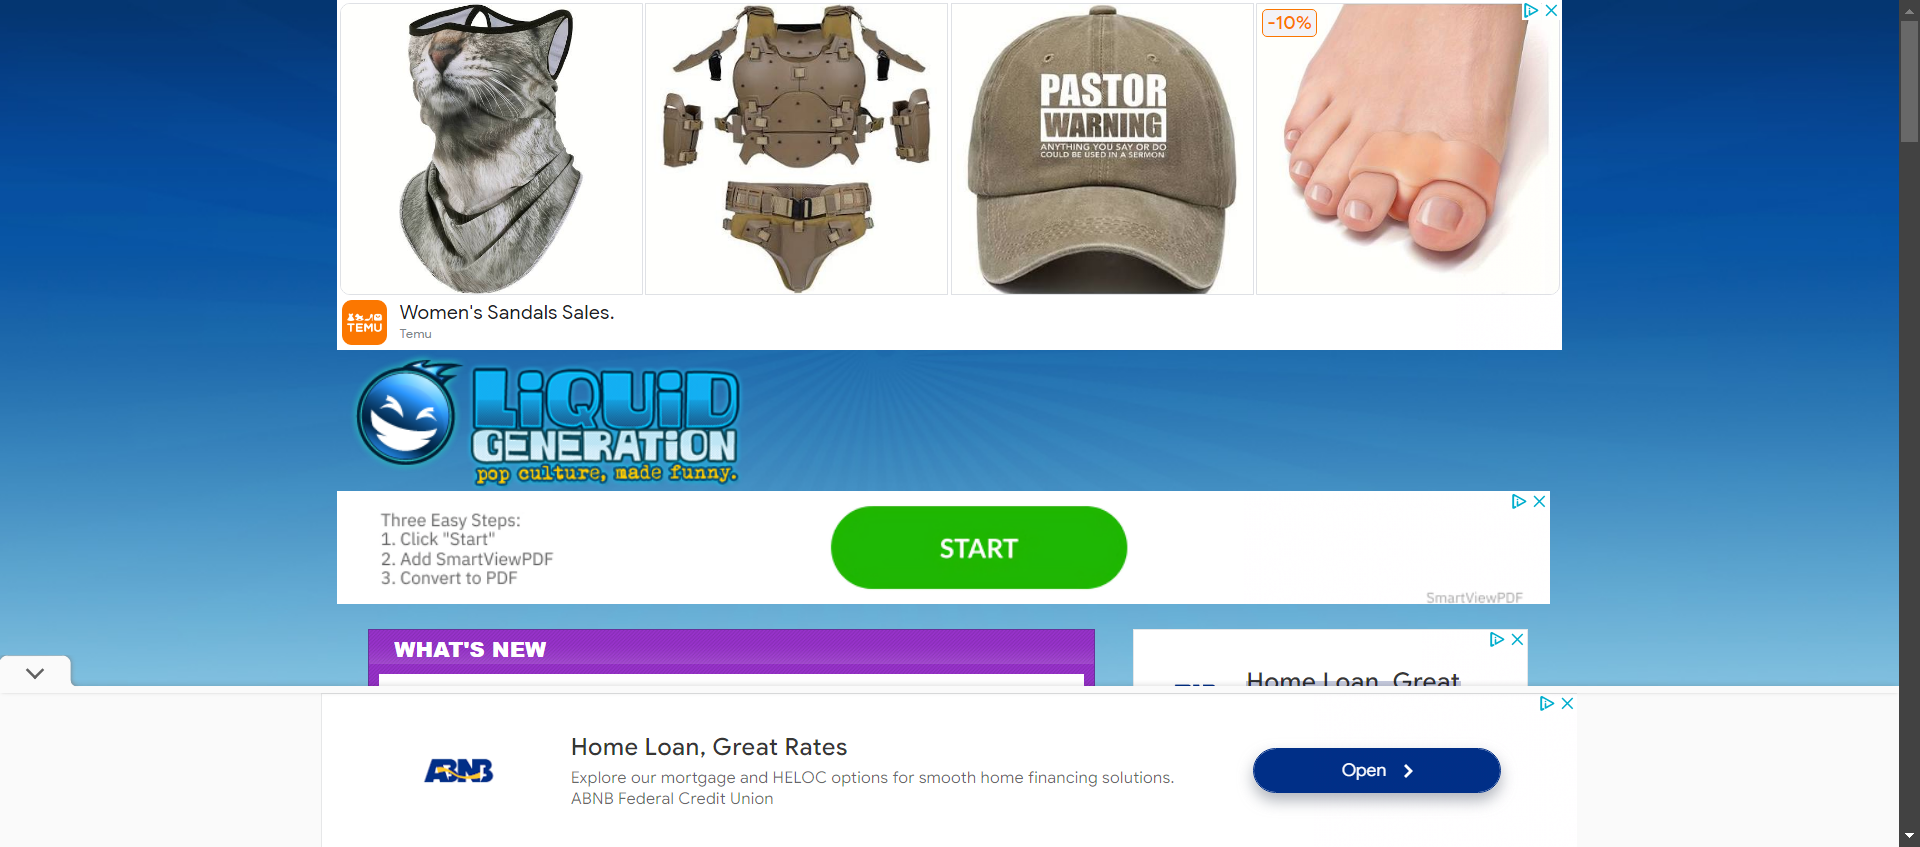 PASTOR
WARNING
ANYTHING YOU SAY OR DO
COULD BE USED IN A SERMON
-10%
TEMU
Women's Sandals Sales.
Temu
LiQUiD
GENERATiON
pop culture, made funny.
Three Easy Steps:
1. Click "Start"
2. Add SmartViewPDF
3. Convert to PDF
START
SmartViewPDF
WHAT'S NEW
Home Loan, Great
ABNB
Home Loan, Great Rates
Explore our mortgage and HELOC options for smooth home financing solutions.
ABNB Federal Credit Union
Open